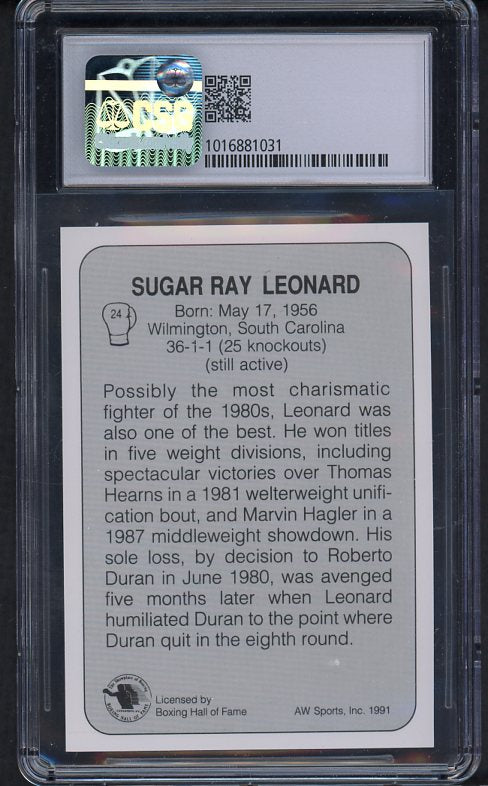 CSG
1016881031
SUGAR RAY LEONARD
24
Born: May 17, 1956
Wilmington, South Carolina
36-1-1 (25 knockouts)
(still active)
Possibly the most charismatic
fighter of the 1980s, Leonard was
also one of the best. He won titles
in five weight divisions, including
spectacular victories over Thomas
Hearns in a 1981 welterweight unifi-
cation bout, and Marvin Hagler in a
1987 middleweight showdown. His
sole loss, by decision to Roberto
Duran in June 1980, was avenged
five months later when Leonard
humiliated Duran to the point where
Duran quit in the eighth round.
Licensed by
Boxing Hall of Fame
AW Sports, Inc. 1991